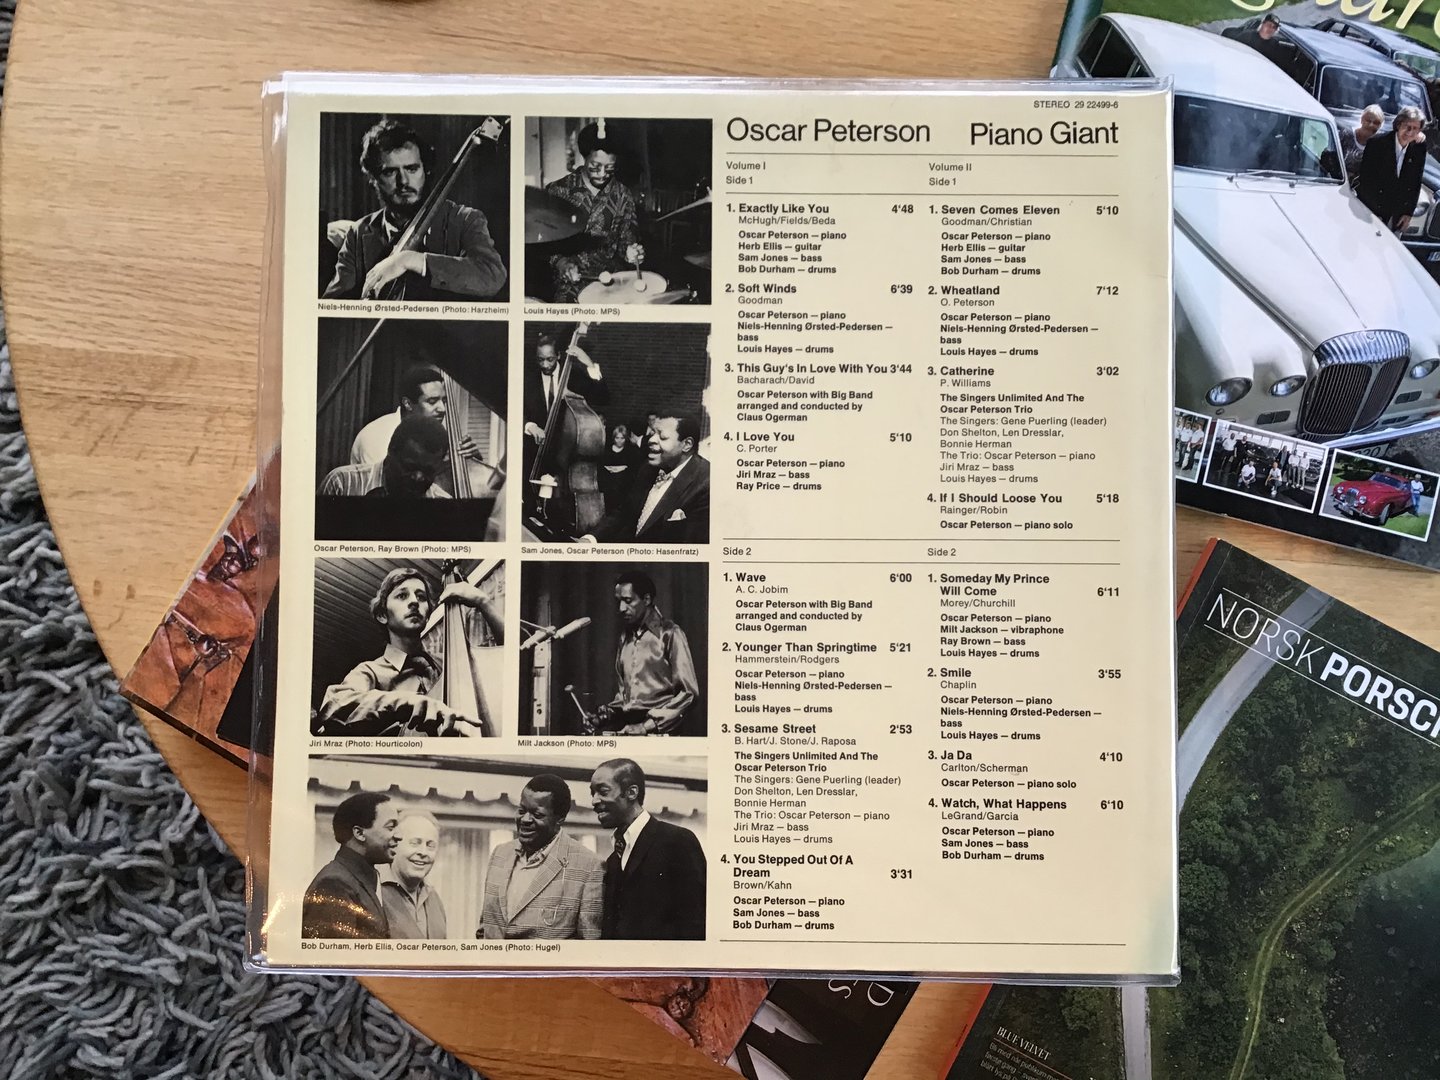 STEREO 29 22499-6
Oscar Peterson Piano Giant
Volume I
Side 1
1. Exactly Like You 4'48
McHugh/Fields/Beda
Oscar Peterson — piano
Herb Ellis — guitar
Sam Jones — bass
Bob Durham — drums
2. Soft Winds 6'39
Goodman
Oscar Peterson — piano
Niels-Henning Ørsted-Pedersen —
bass
Louis Hayes — drums
3. This Guy's In Love With You 3'44
Bacharach/David
Oscar Peterson with Big Band
arranged and conducted by
Claus Ogerman
4. I Love You 5'10
C. Porter
Oscar Peterson — piano
Jiri Mraz — bass
Ray Price — drums
Side 2
1. Wave 6'00
A. C. Jobim
Oscar Peterson with Big Band
arranged and conducted by
Claus Ogerman
2. Younger Than Springtime 5'21
Hammerstein/Rodgers
Oscar Peterson — piano
Niels-Henning Ørsted-Pedersen —
bass
Louis Hayes — drums
3. Sesame Street 2'53
B. Hart/J. Stone/J. Raposa
The Singers Unlimited And The
Oscar Peterson Trio
The Singers: Gene Puerling (leader)
Don Shelton, Len Dresslar,
Bonnie Herman
The Trio: Oscar Peterson — piano
Jiri Mraz — bass
Louis Hayes — drums
4. You Stepped Out Of A
Dream 3'31
Brown/Kahn
Oscar Peterson — piano
Sam Jones — bass
Bob Durham — drums
Volume II
Side 1
1. Seven Comes Eleven 5'10
Goodman/Christian
Oscar Peterson — piano
Herb Ellis — guitar
Sam Jones — bass
Bob Durham — drums
2. Wheatland 7'12
O. Peterson
Oscar Peterson — piano
Niels-Henning Ørsted-Pedersen —
bass
Louis Hayes — drums
3. Catherine 3'02
P. Williams
The Singers Unlimited And The
Oscar Peterson Trio
The Singers: Gene Puerling (leader)
Don Shelton, Len Dresslar,
Bonnie Herman
The Trio: Oscar Peterson — piano
Jiri Mraz — bass
Louis Hayes — drums
4. If I Should Loose You 5'18
Rainger/Robin
Oscar Peterson — piano solo
Side 2
1. Someday My Prince
Will Come 6'11
Morey/Churchill
Oscar Peterson — piano
Milt Jackson — vibraphone
Ray Brown — bass
Louis Hayes — drums
2. Smile 3'55
Chaplin
Oscar Peterson — piano
Niels-Henning Ørsted-Pedersen —
bass
Louis Hayes — drums
3. Ja Da 4'10
Carlton/Scherman
Oscar Peterson — piano solo
4. Watch, What Happens 6'10
LeGrand/Garcia
Oscar Peterson — piano
Sam Jones — bass
Bob Durham — drums
Niels-Henning Ørsted-Pedersen (Photo: Harzheim)
Louis Hayes (Photo: MPS)
Oscar Peterson, Ray Brown (Photo: MPS)
Sam Jones, Oscar Peterson (Photo: Hasenfratz)
Jiri Mraz (Photo: Hourticolon)
Milt Jackson (Photo: MPS)
Bob Durham, Herb Ellis, Oscar Peterson, Sam Jones (Photo: Hugel)
NORSK PORSC
BLUE VELVET